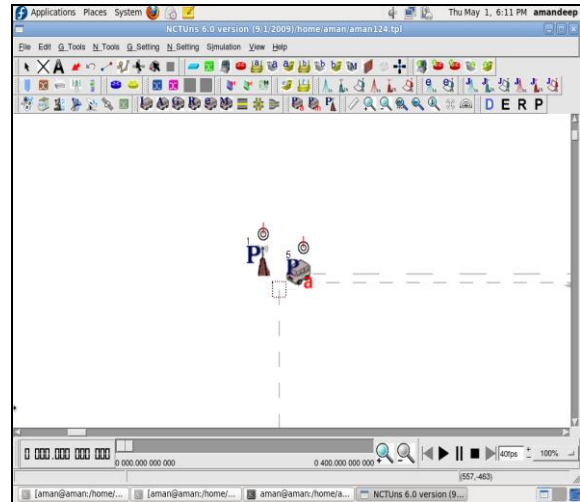 Applications Places System Thu May 1, 6:11 PM amandeep
NCTUns 6.0 version (9/1/2009)/home/aman/aman124.tpl
File Edit G_Tools N_Tools G_Setting N_Setting Simulation View Help
D E R P
1
P
5
P
a
0 000.000 000 000
0 000.000 000 000
0 400.000 000 000
40fps
100%
(557,-463)
[aman@aman:/home/... [aman@aman:/home/... aman@aman:/home/a... NCTUns 6.0 version (9...